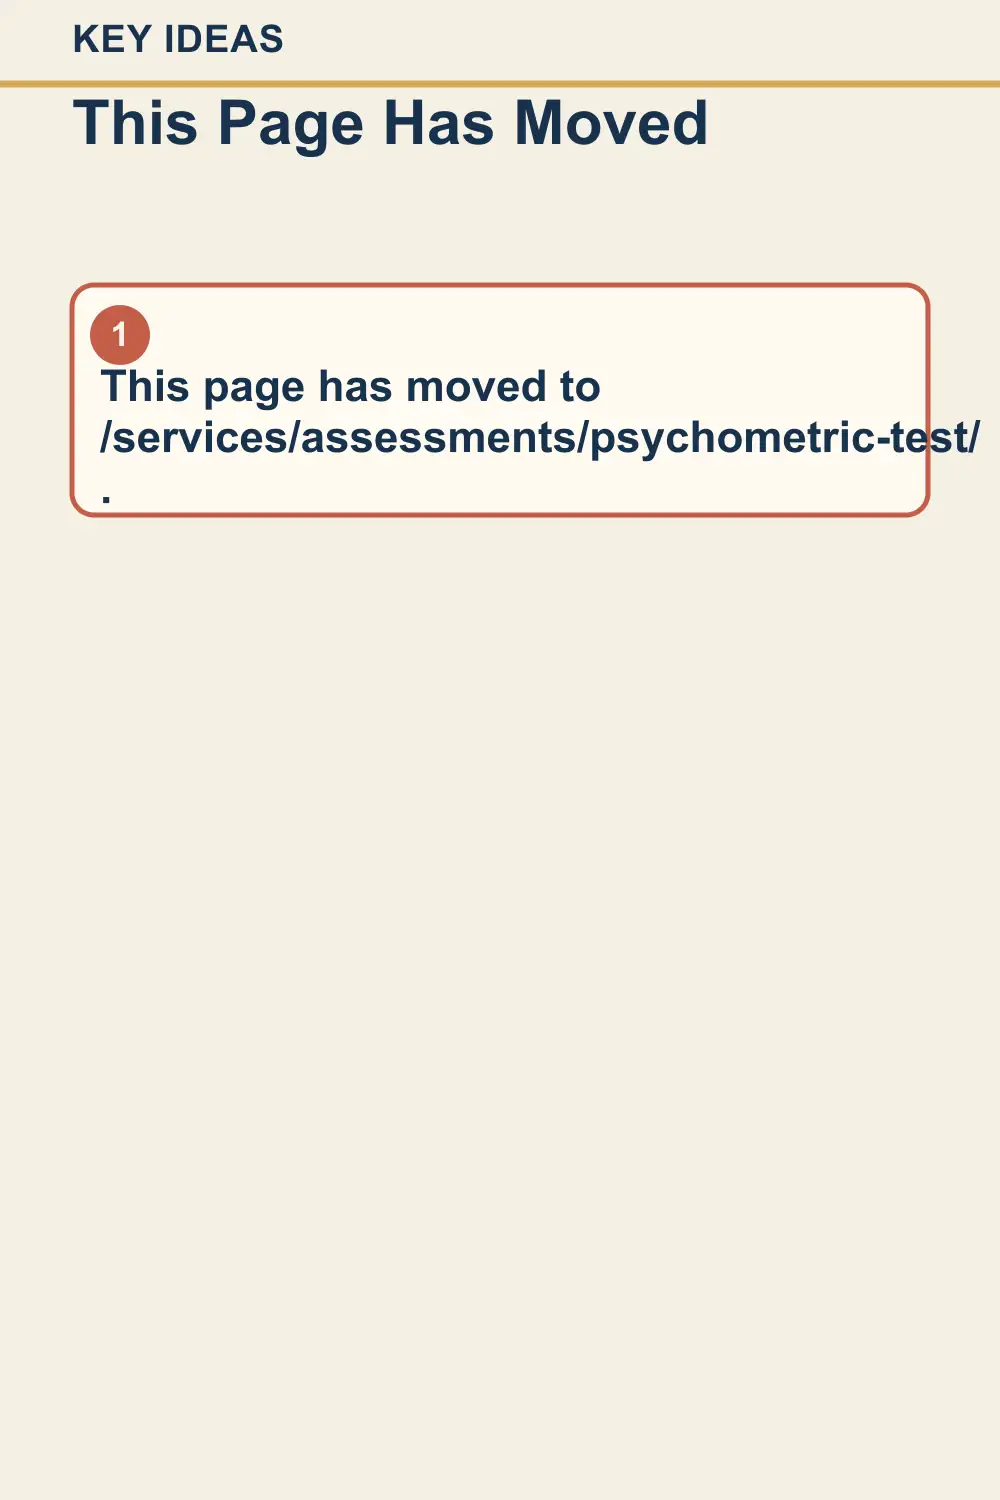 KEY IDEAS
This Page Has Moved
1
This page has moved to
/services/assessments/psychometric-test/
.